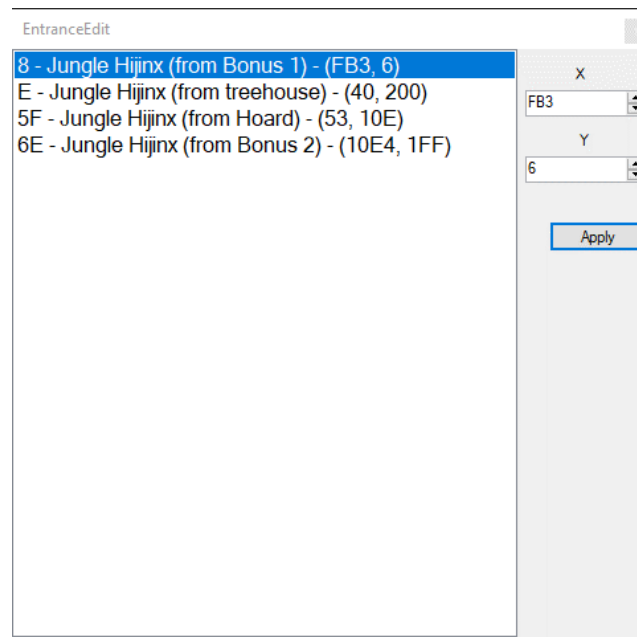 EntranceEdit
8 - Jungle Hijinx (from Bonus 1) - (FB3, 6)
E - Jungle Hijinx (from treehouse) - (40, 200)
5F - Jungle Hijinx (from Hoard) - (53, 10E)
6E - Jungle Hijinx (from Bonus 2) - (10E4, 1FF)
X
FB3
Y
6
Apply